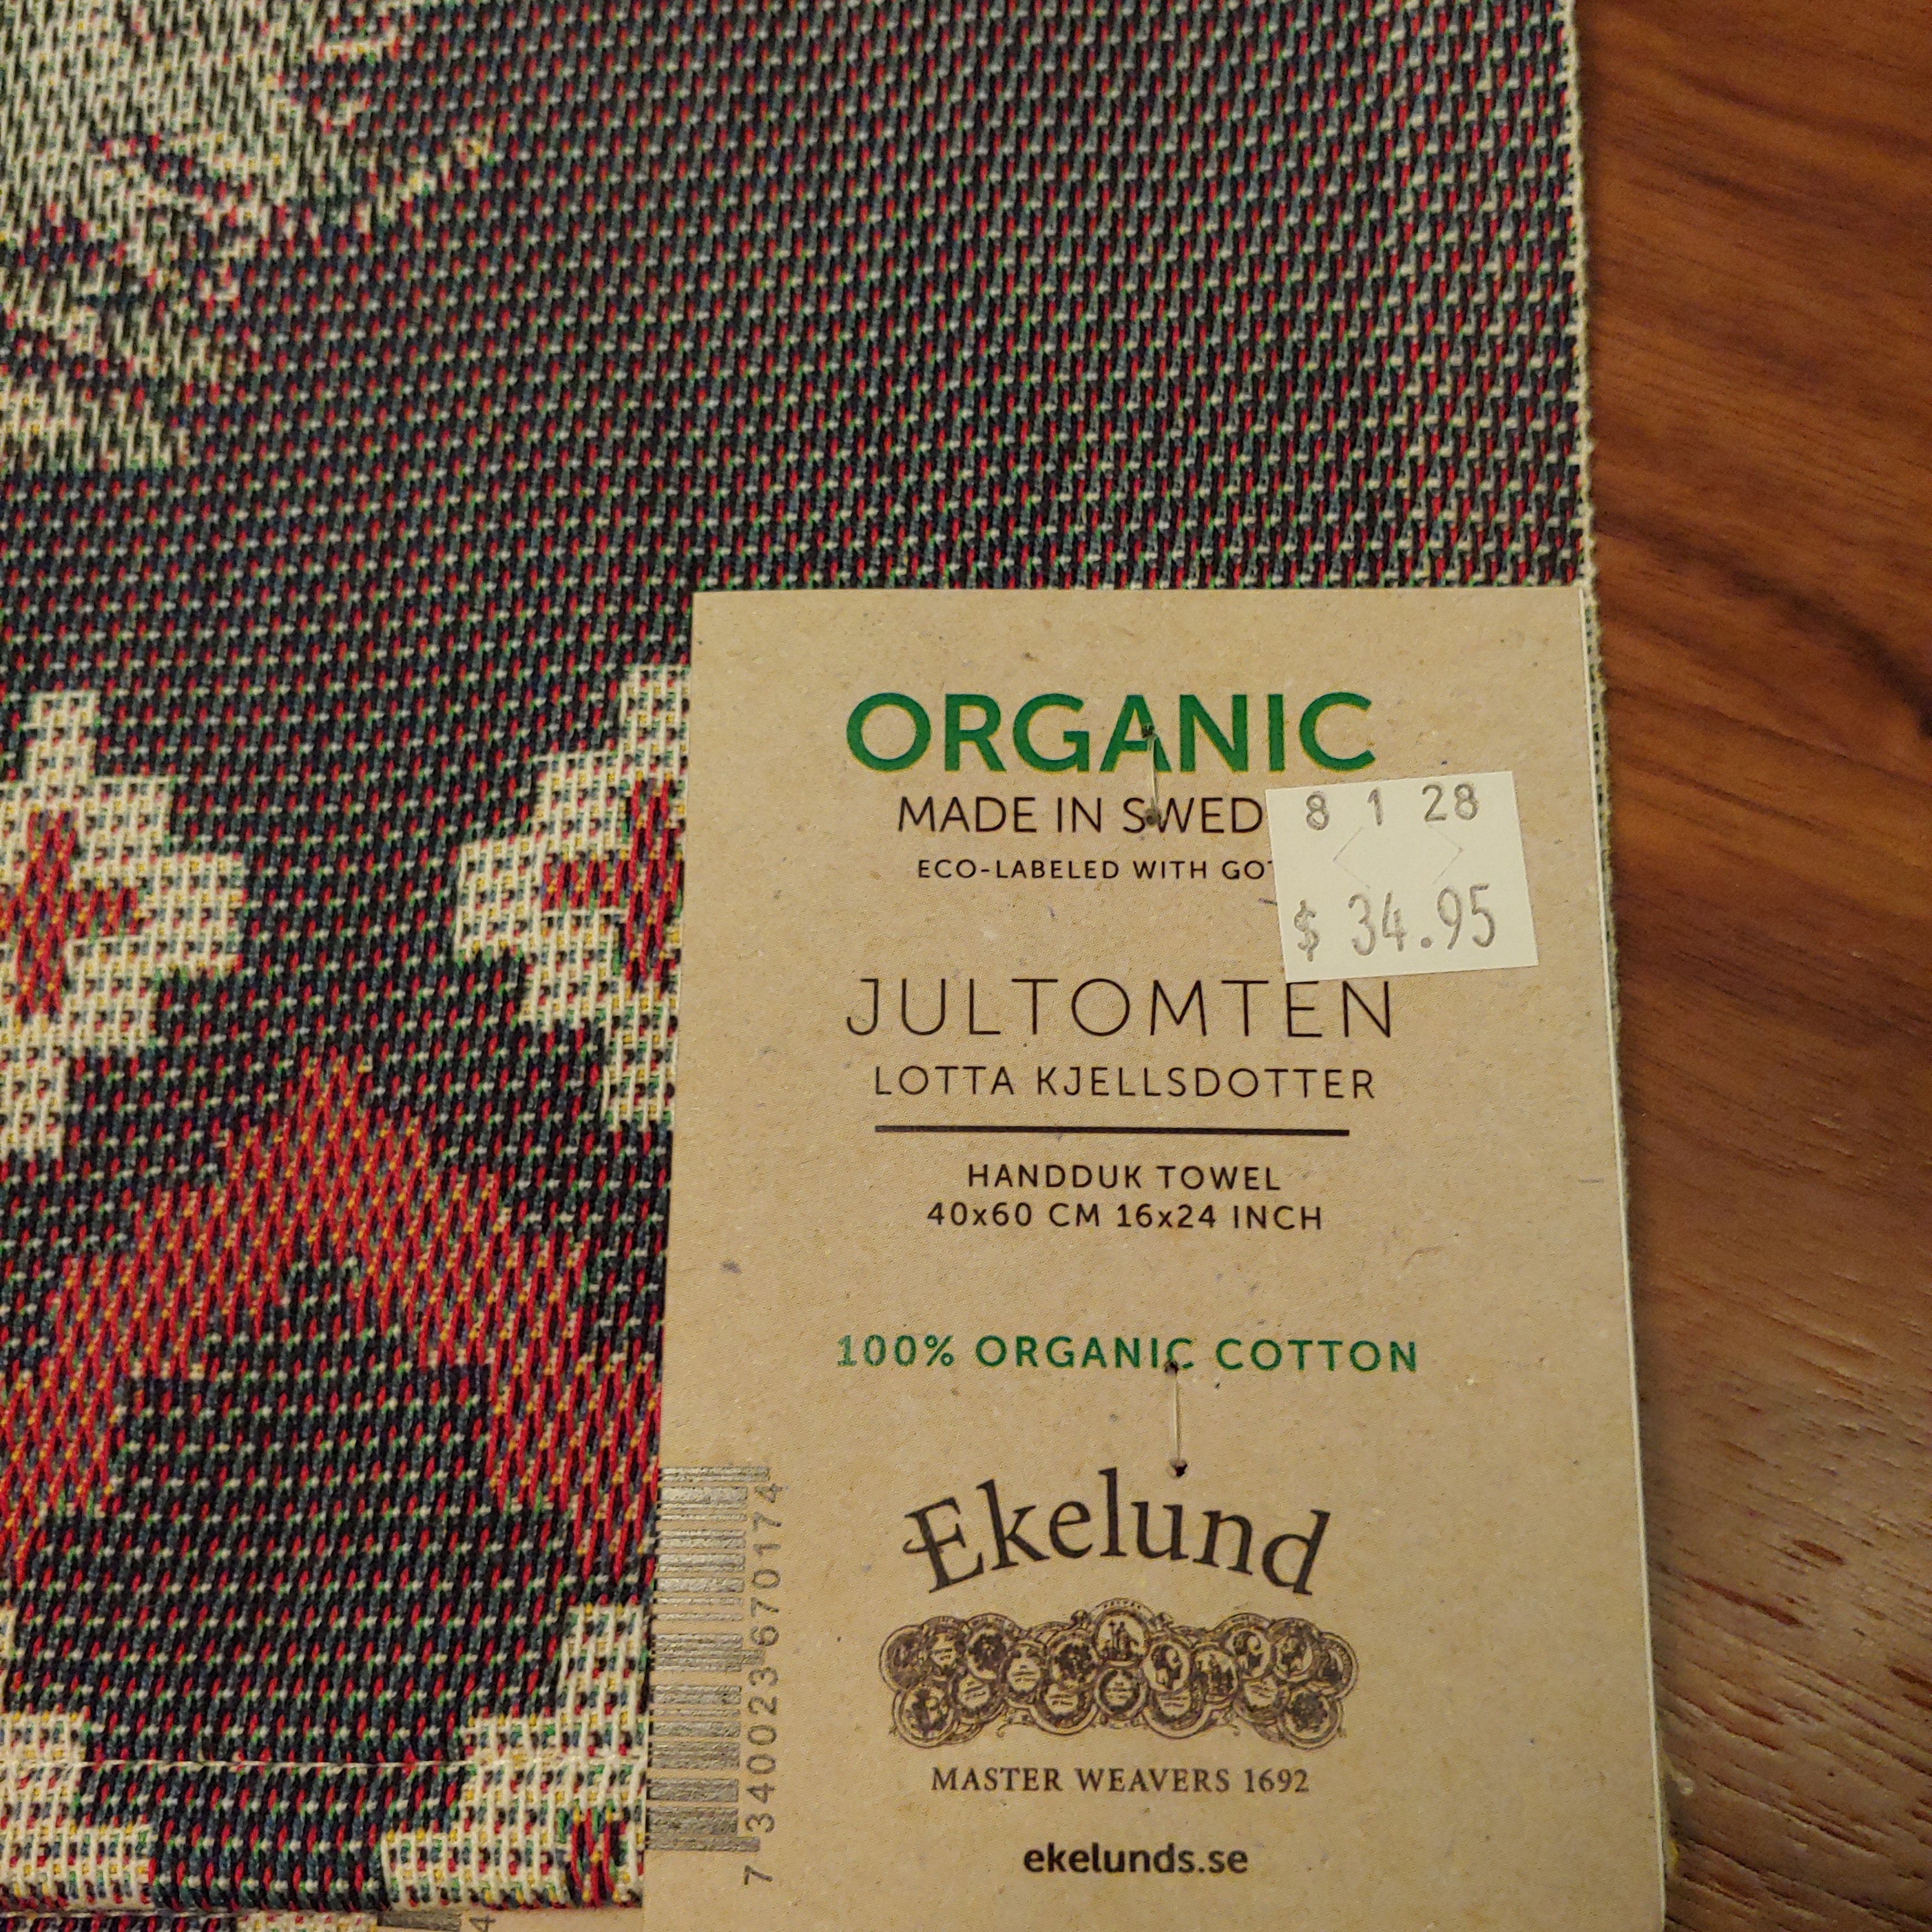 ORGANIC
MADE IN SWED
ECO-LABELED WITH GOT
8 1 28
$ 34.95
JULTOMTEN
LOTTA KJELLSDOTTER
HANDDUK TOWEL
40x60 CM 16x24 INCH
100% ORGANIC COTTON
Ekelund
MASTER WEAVERS 1692
ekelunds.se
7 340023 670174